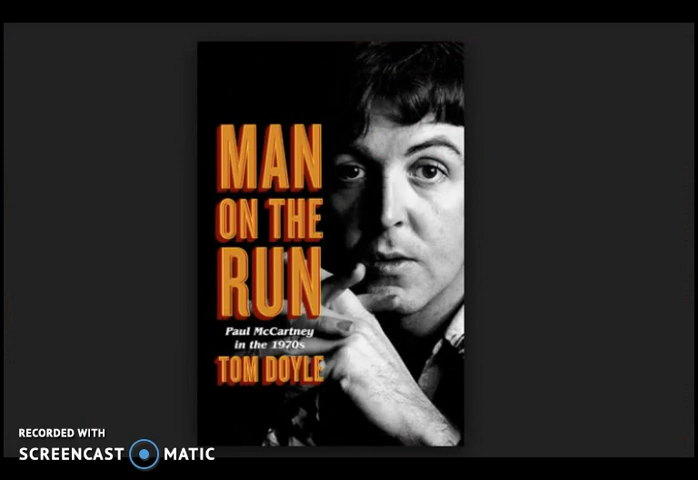 MAN
ON THE
RUN
Paul McCartney
in the 1970s
TOM DOYLE
RECORDED WITH
SCREENCAST MATIC